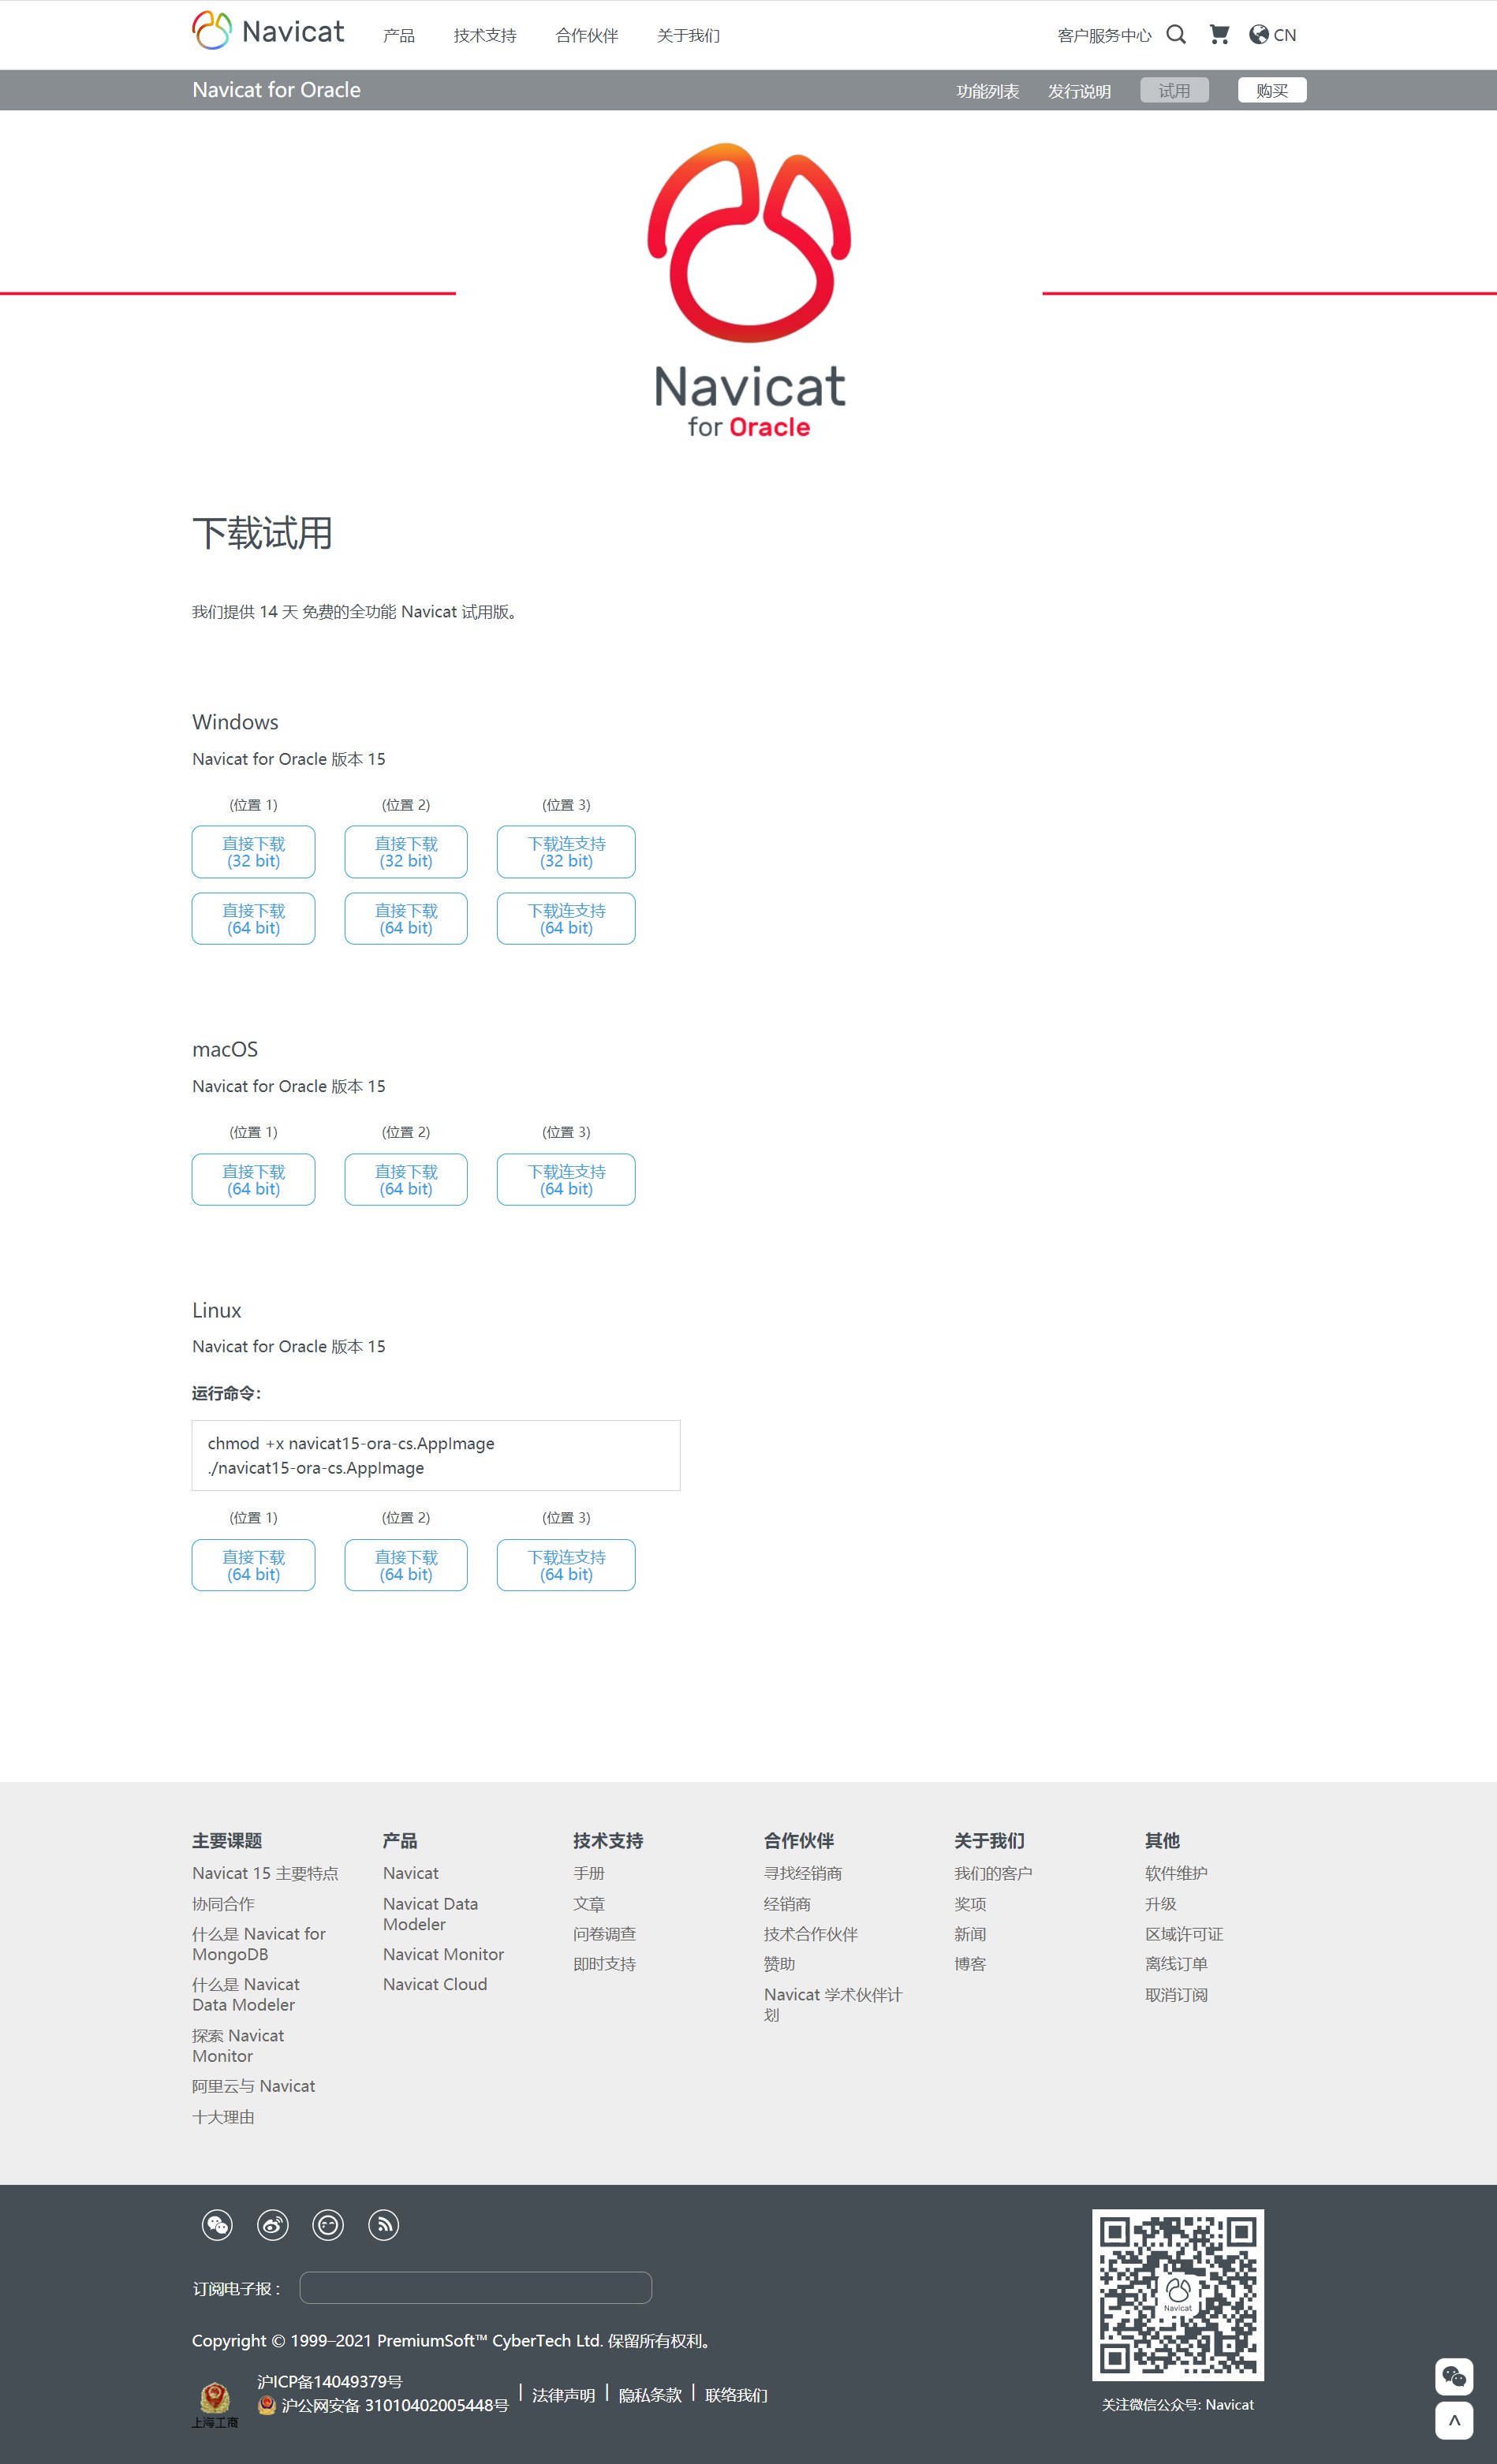 Navicat 产品 技术支持 合作伙伴 关于我们 客户服务中心 CN
Navicat for Oracle 功能列表 发行说明 试用 购买
Navicat
for Oracle
下载试用
我们提供 14 天 免费的全功能 Navicat 试用版。
Windows
Navicat for Oracle 版本 15
(位置 1) (位置 2) (位置 3)
直接下载 直接下载 下载连支持
(32 bit) (32 bit) (32 bit)
直接下载 直接下载 下载连支持
(64 bit) (64 bit) (64 bit)
macOS
Navicat for Oracle 版本 15
(位置 1) (位置 2) (位置 3)
直接下载 直接下载 下载连支持
(64 bit) (64 bit) (64 bit)
Linux
Navicat for Oracle 版本 15
运行命令:
chmod +x navicat15-ora-cs.AppImage
./navicat15-ora-cs.AppImage
(位置 1) (位置 2) (位置 3)
直接下载 直接下载 下载连支持
(64 bit) (64 bit) (64 bit)
主要课题
Navicat 15 主要特点
协同合作
什么是 Navicat for
MongoDB
什么是 Navicat
Data Modeler
探索 Navicat
Monitor
阿里云与 Navicat
十大理由
产品
Navicat
Navicat Data
Modeler
Navicat Monitor
Navicat Cloud
技术支持
手册
文章
问卷调查
即时支持
合作伙伴
寻找经销商
经销商
技术合作伙伴
赞助
Navicat 学术伙伴计
划
关于我们
我们的客户
奖项
新闻
博客
其他
软件维护
升级
区域许可证
离线订单
取消订阅
订阅电子报 :
Copyright © 1999–2021 PremiumSoft™ CyberTech Ltd. 保留所有权利。
上海工商
沪ICP备14049379号
沪公网安备 31010402005448号 | 法律声明 | 隐私条款 | 联络我们
Navicat
关注微信公众号: Navicat